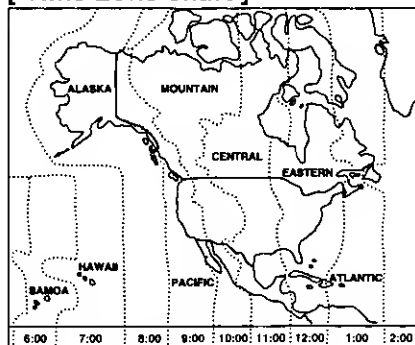 ALASKA
MOUNTAIN
CENTRAL
EASTERN
HAWAII
SAMOA
PACIFIC
ATLANTIC
6:00 7:00 8:00 9:00 10:00 11:00 12:00 1:00 2:00